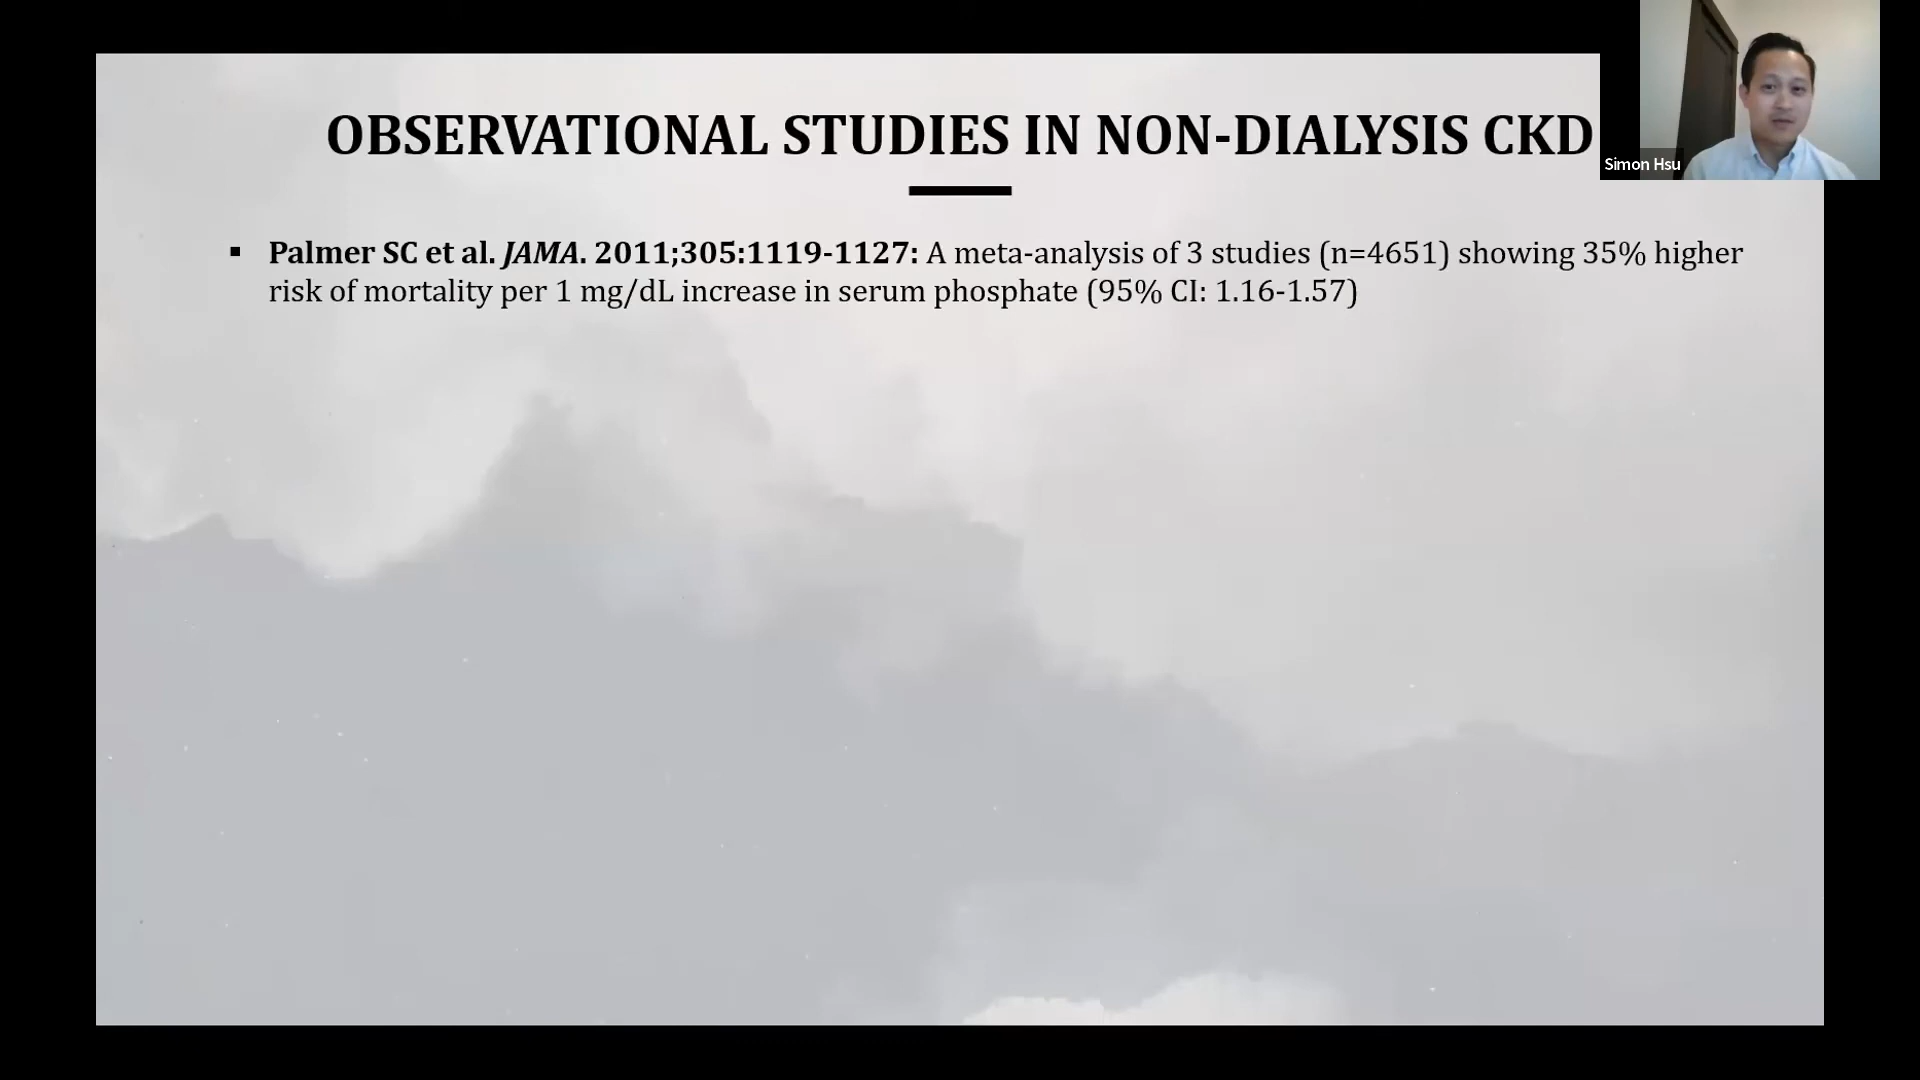 OBSERVATIONAL STUDIES IN NON-DIALYSIS CKD
Simon Hsu
▪ Palmer SC et al. JAMA. 2011;305:1119-1127: A meta-analysis of 3 studies (n=4651) showing 35% higher
risk of mortality per 1 mg/dL increase in serum phosphate (95% CI: 1.16-1.57)